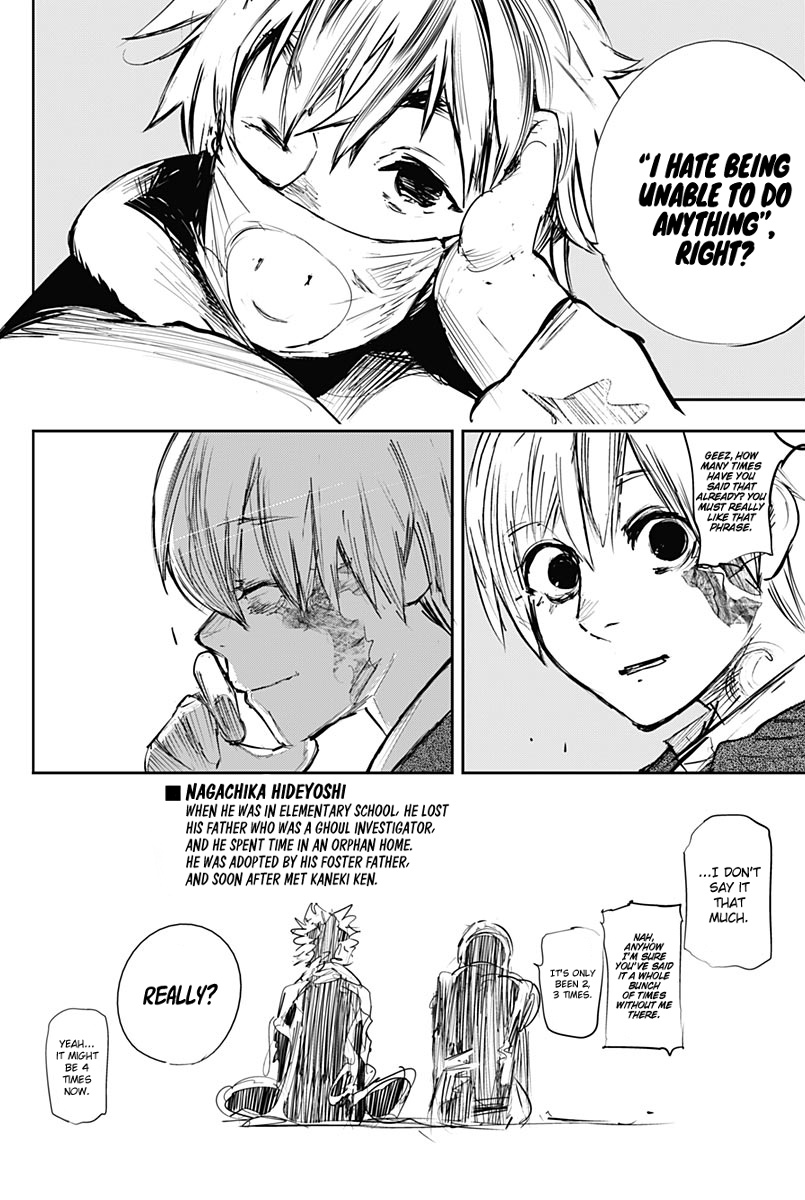 “I HATE BEING
UNABLE TO DO
ANYTHING”,
RIGHT?
GEEZ, HOW
MANY TIMES
HAVE YOU
SAID THAT
ALREADY? YOU
MUST REALLY
LIKE THAT
PHRASE.
■ NAGACHIKA HIDEYOSHI
WHEN HE WAS IN ELEMENTARY SCHOOL, HE LOST
HIS FATHER WHO WAS A GHOUL INVESTIGATOR,
AND HE SPENT TIME IN AN ORPHAN HOME.
HE WAS ADOPTED BY HIS FOSTER FATHER,
AND SOON AFTER MET KANEKI KEN.
...I DON'T
SAY IT
THAT
MUCH.
NAH,
ANYHOW
I'M SURE
YOU'VE SAID
IT A WHOLE
BUNCH
OF TIMES
WITHOUT ME
THERE.
IT'S ONLY
BEEN 2,
3 TIMES.
REALLY?
YEAH...
IT MIGHT
BE 4
TIMES
NOW.